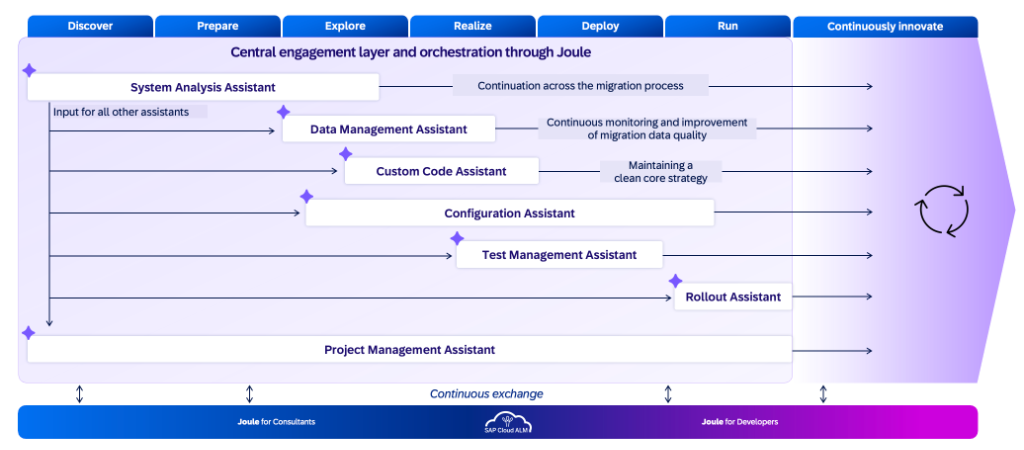 Discover
Prepare
Explore
Realize
Deploy
Run
Continuously innovate
Central engagement layer and orchestration through Joule
System Analysis Assistant
Continuation across the migration process
Input for all other assistants
Data Management Assistant
Continuous monitoring and improvement
of migration data quality
Custom Code Assistant
Maintaining a
clean core strategy
Configuration Assistant
Test Management Assistant
Rollout Assistant
Project Management Assistant
Continuous exchange
Joule for Consultants
SAP Cloud ALM
Joule for Developers